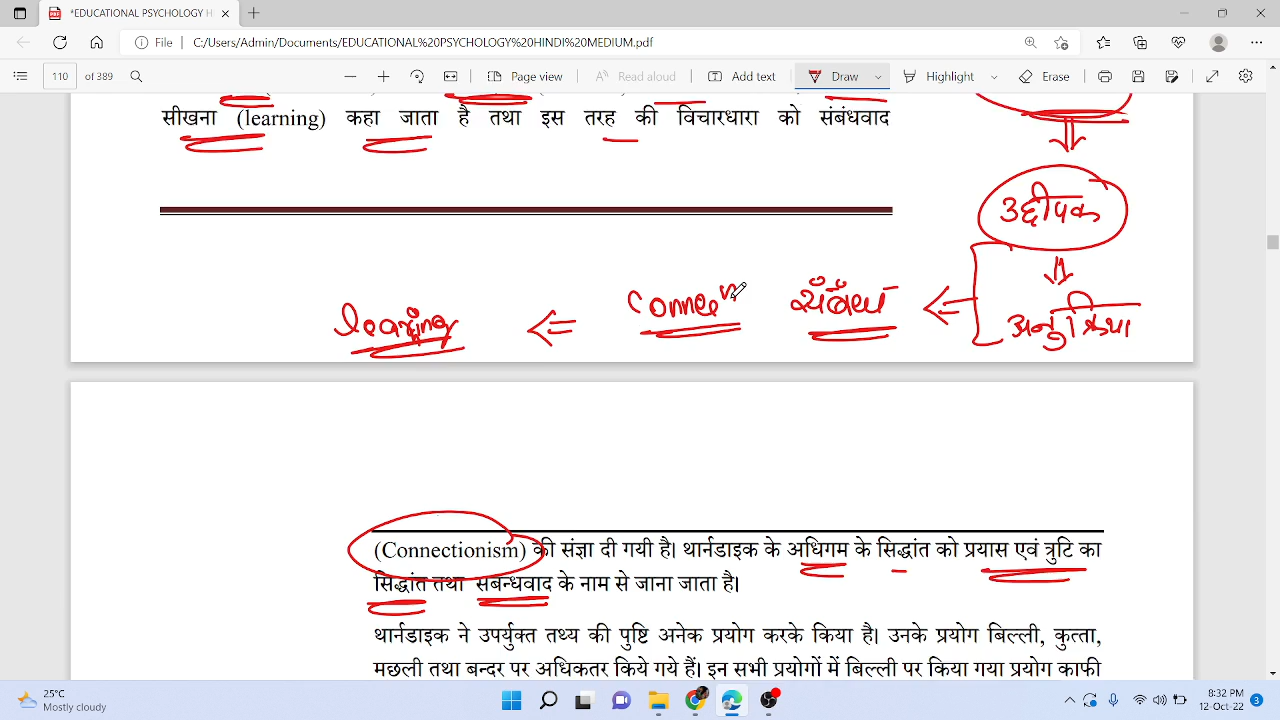 *EDUCATIONAL PSYCHOLOGY H
File C:/Users/Admin/Documents/EDUCATIONAL%20PSYCHOLOGY%20HINDI%20MEDIUM.pdf
110 of 389 Page view Read aloud Add text Draw Highlight Erase
सीखना (learning) कहा जाता है तथा इस तरह की विचारधारा को संबंधवाद
उद्दीपक
learning Connec संबंध
अनुक्रिया
(Connectionism) की संज्ञा दी गयी है। थार्नडाइक के अधिगम के सिद्धांत को प्रयास एवं त्रुटि का
सिद्धांत तथा संबन्धवाद के नाम से जाना जाता है।
थार्नडाइक ने उपर्युक्त तथ्य की पुष्टि अनेक प्रयोग करके किया है। उनके प्रयोग बिल्ली, कुत्ता,
मछली तथा बन्दर पर अधिकतर किये गये हैं। इन सभी प्रयोगों में बिल्ली पर किया गया प्रयोग काफी
25°C
Mostly cloudy
8:32 PM
12-Oct-22
3